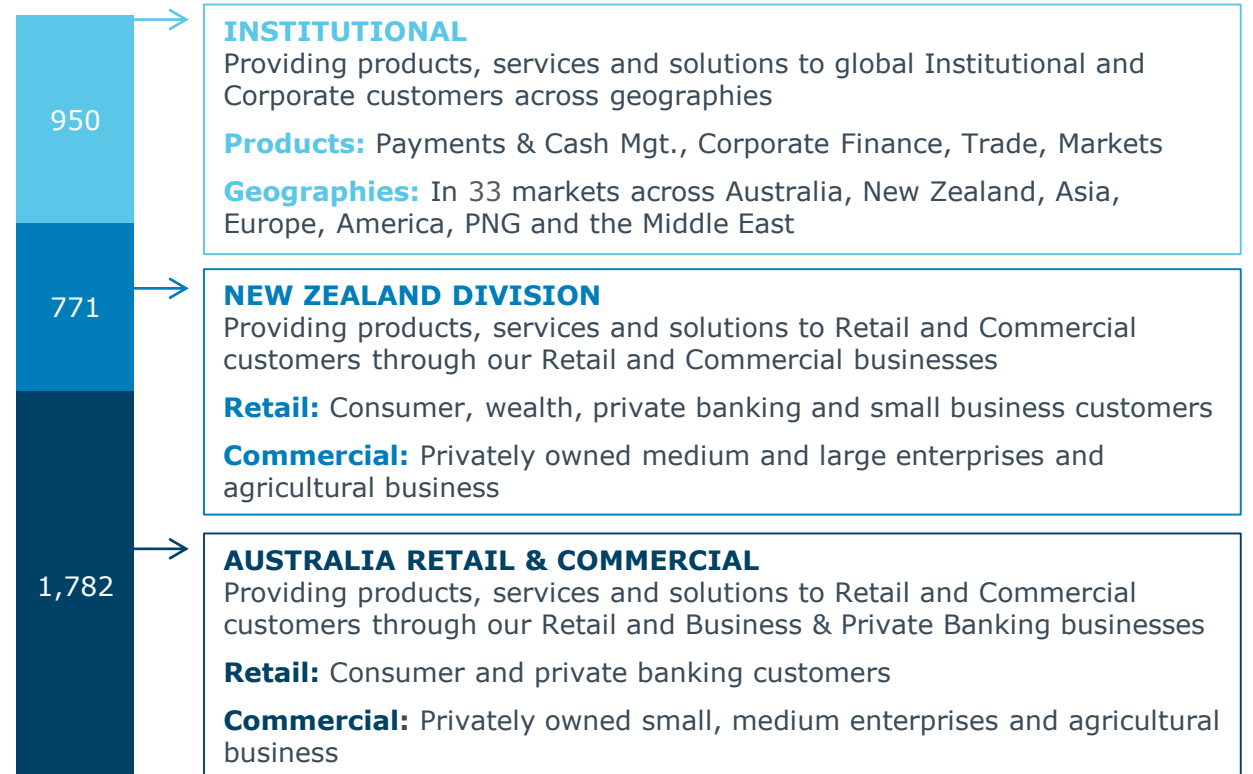 950
INSTITUTIONAL
Providing products, services and solutions to global Institutional and
Corporate customers across geographies
Products: Payments & Cash Mgt., Corporate Finance, Trade, Markets
Geographies: In 33 markets across Australia, New Zealand, Asia,
Europe, America, PNG and the Middle East
771
NEW ZEALAND DIVISION
Providing products, services and solutions to Retail and Commercial
customers through our Retail and Commercial businesses
Retail: Consumer, wealth, private banking and small business customers
Commercial: Privately owned medium and large enterprises and
agricultural business
1,782
AUSTRALIA RETAIL & COMMERCIAL
Providing products, services and solutions to Retail and Commercial
customers through our Retail and Business & Private Banking businesses
Retail: Consumer and private banking customers
Commercial: Privately owned small, medium enterprises and agricultural
business